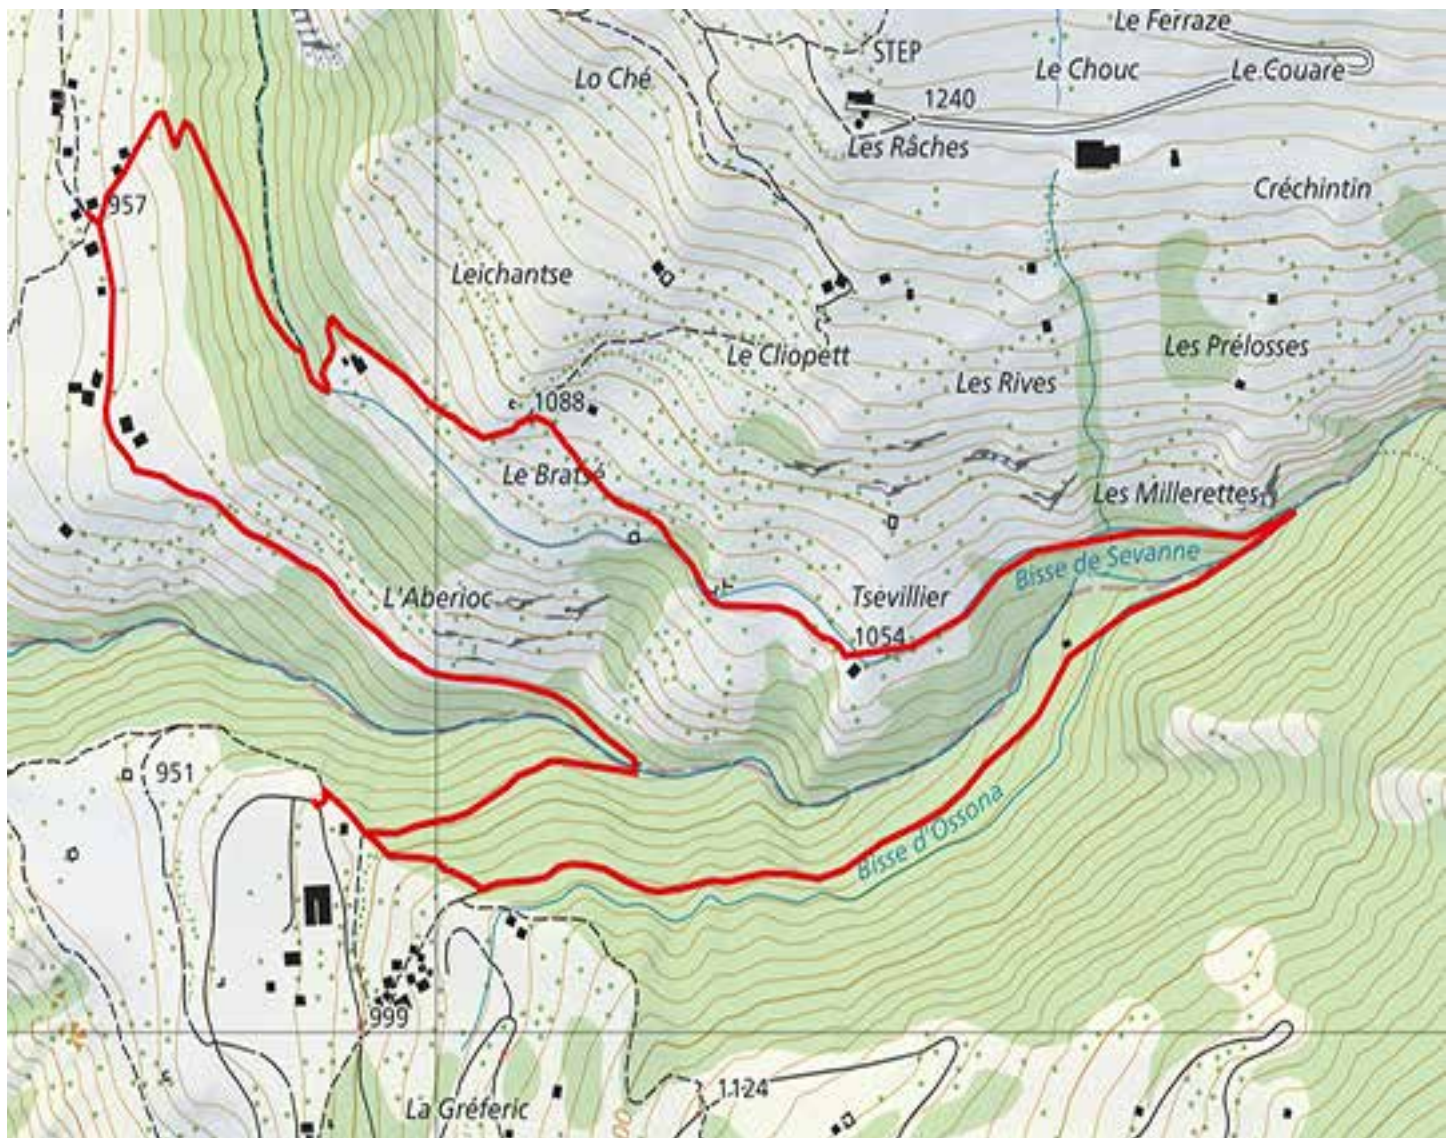 Le Ferraze
STEP
Lo Ché
Le Chouc
Le Couare
1240
Les Râches
Créchintin
957
Leichantse
Le Cliopett
Les Prélosses
Les Rives
1088
Le Bratsé
Les Millerettes
Bisse de Sevanne
L'Aberioc
Tsévillier
1054
951
Bisse d'Ossona
999
1124
La Gréferic